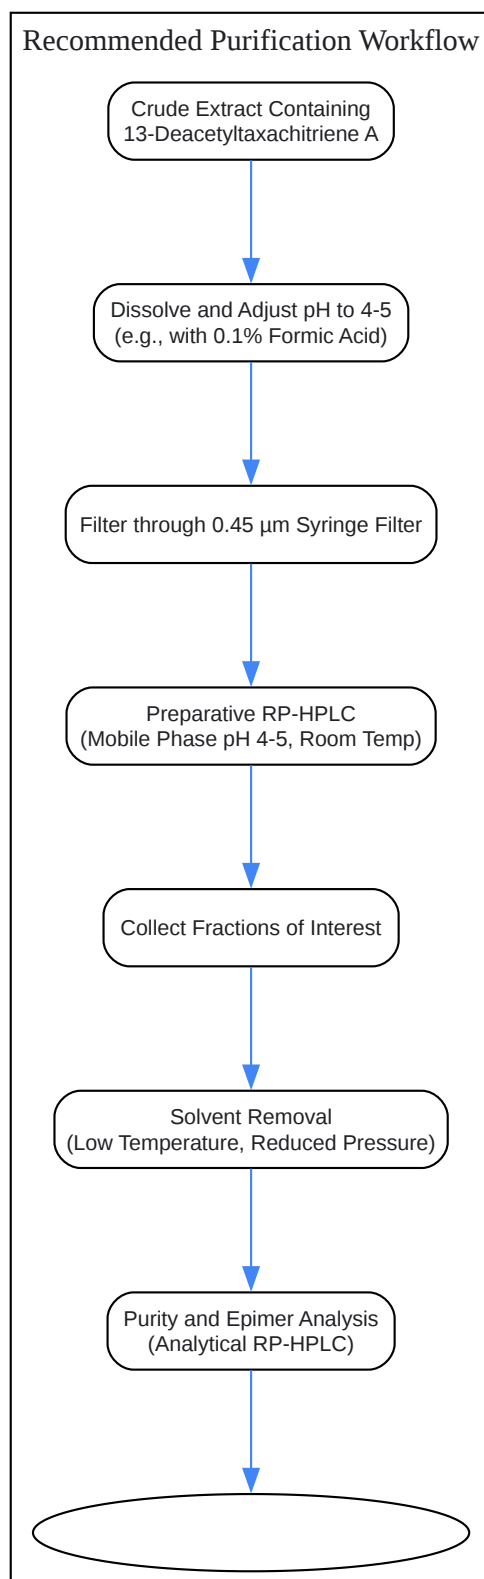 Recommended Purification Workflow
Crude Extract Containing
13-Deacetyltaxachitriene A
Dissolve and Adjust pH to 4-5
(e.g., with 0.1% Formic Acid)
Filter through 0.45 µm Syringe Filter
Preparative RP-HPLC
(Mobile Phase pH 4-5, Room Temp)
Collect Fractions of Interest
Solvent Removal
(Low Temperature, Reduced Pressure)
Purity and Epimer Analysis
(Analytical RP-HPLC)